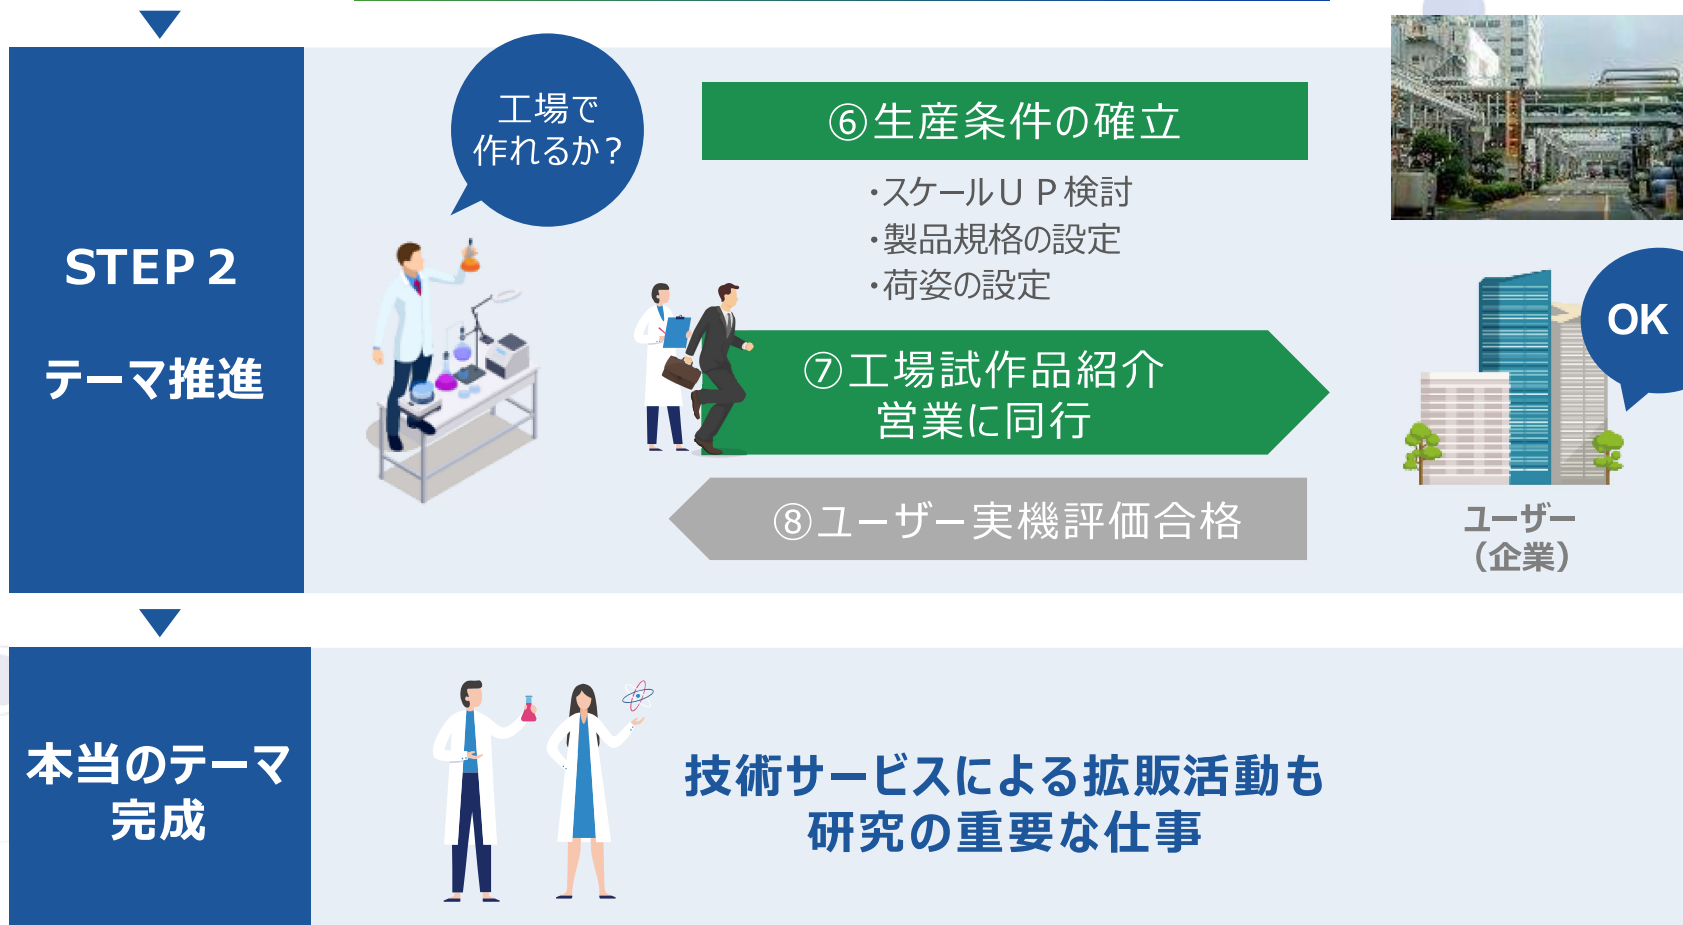 工場で
作れるか？
⑥生産条件の確立
・スケールＵＰ検討
・製品規格の設定
・荷姿の設定
STEP 2
テーマ推進
OK
⑦工場試作品紹介
営業に同行
⑧ユーザー実機評価合格
ユーザー
（企業）
本当のテーマ
完成
技術サービスによる拡販活動も
研究の重要な仕事